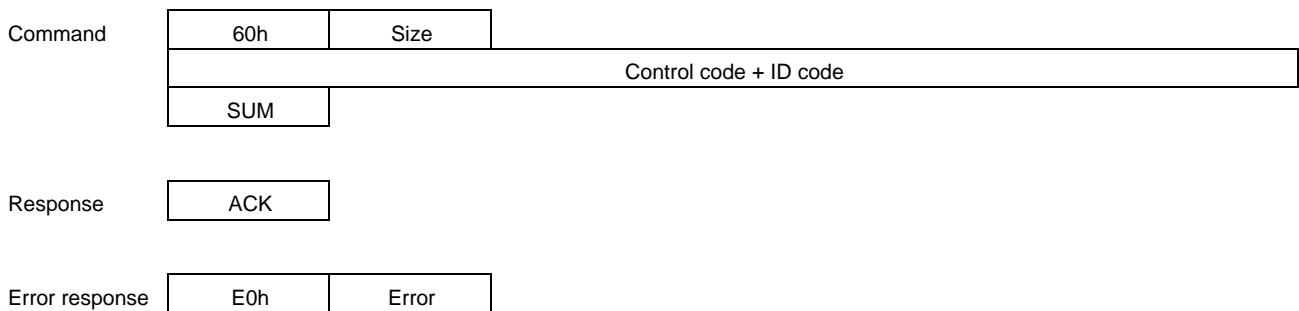 Command 60h Size
Control code + ID code
SUM
Response ACK
Error response E0h Error